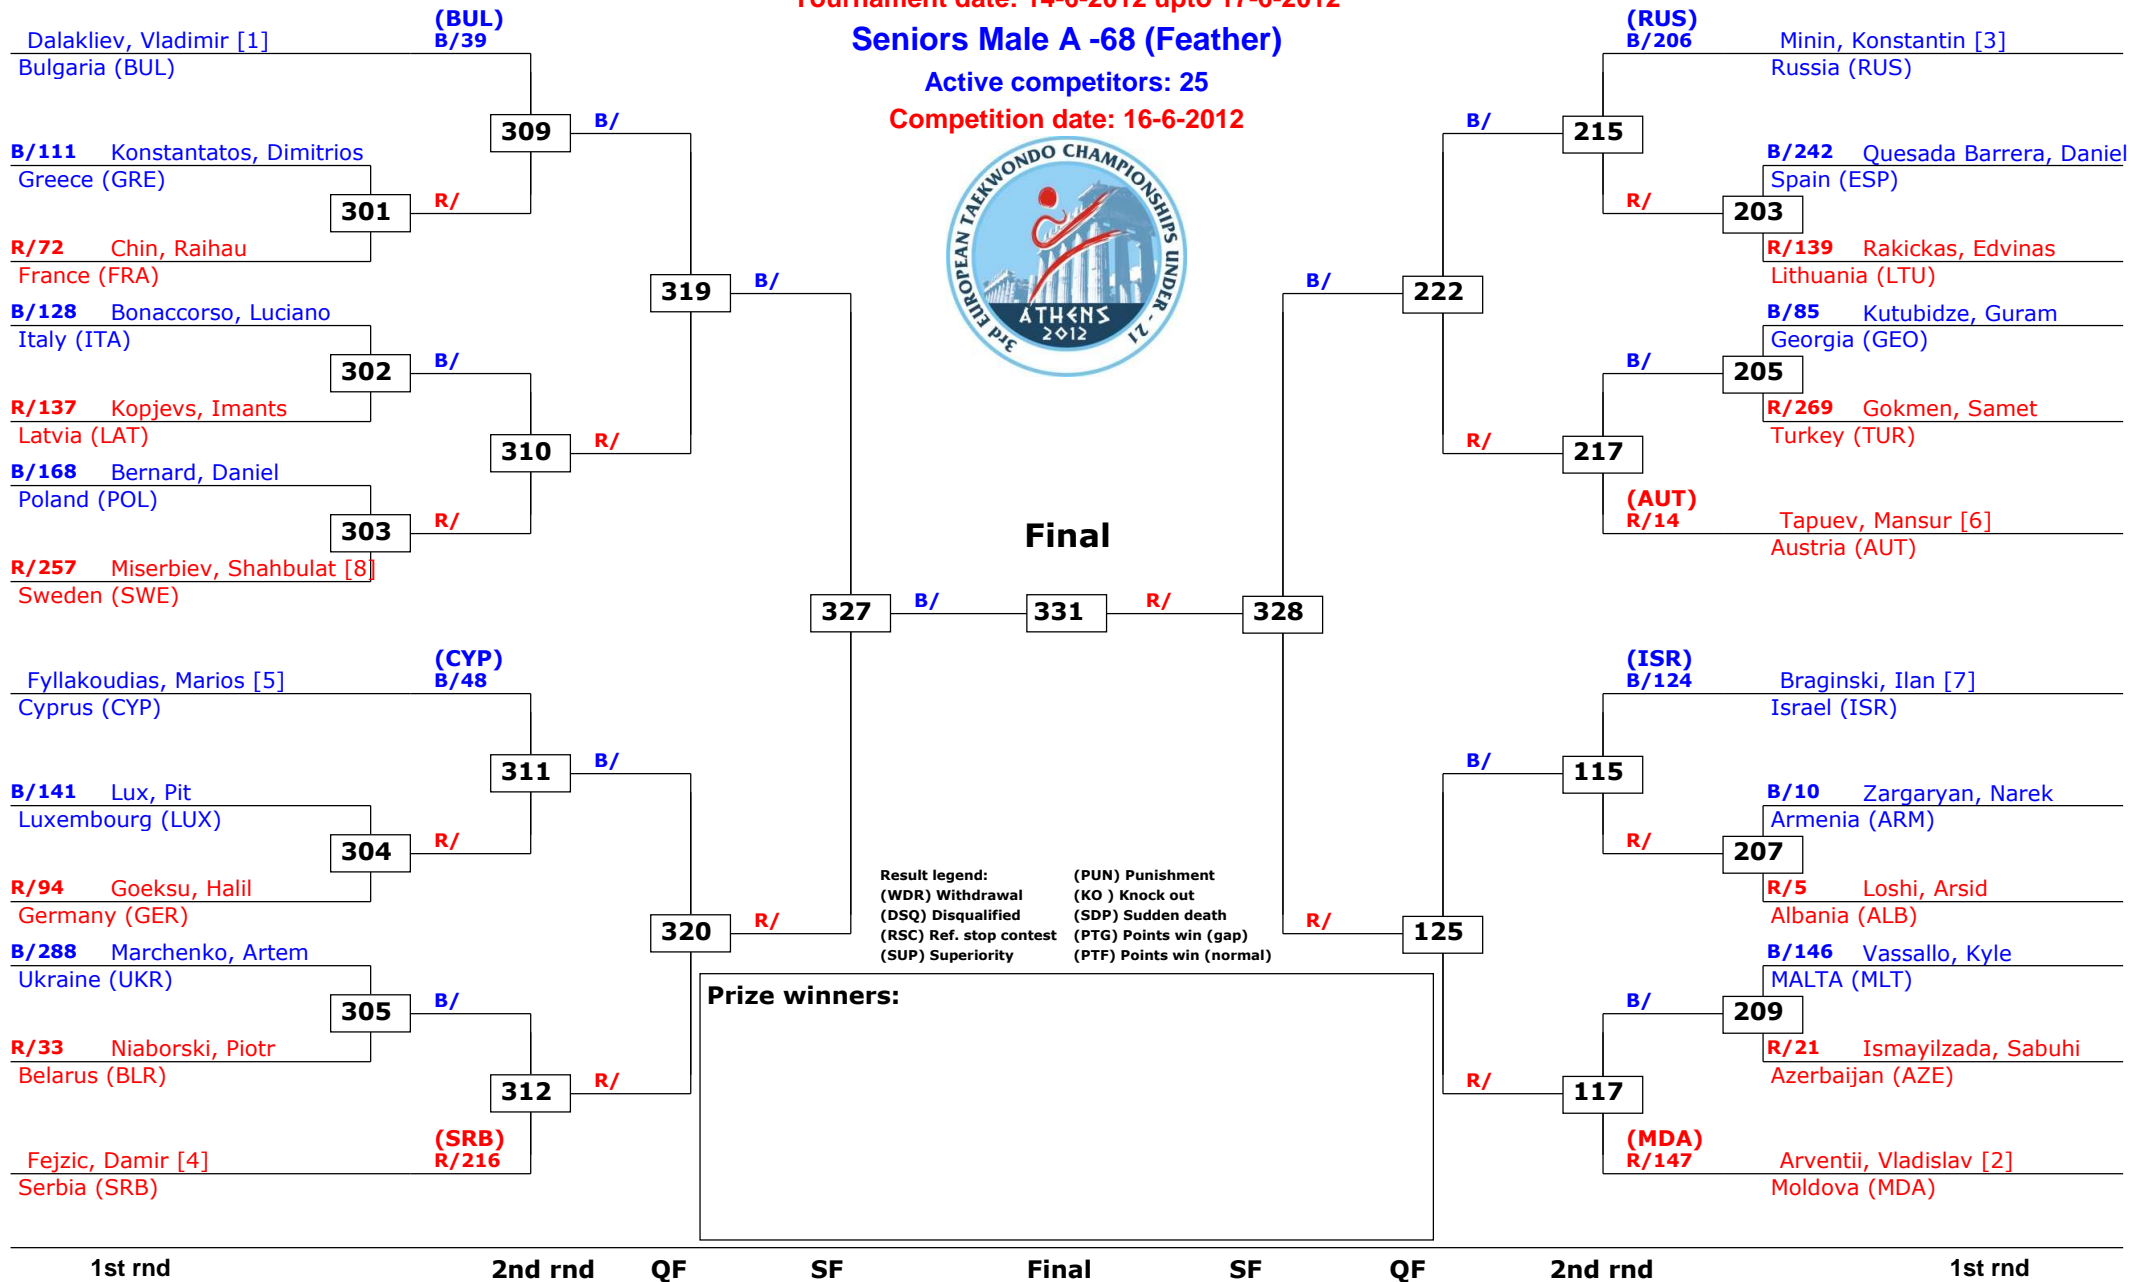 Tournament date: 14-6-2012 upto 17-6-2012
Seniors Male A -68 (Feather)
Active competitors: 25
Competition date: 16-6-2012
3rd EUROPEAN TAEKWONDO CHAMPIONSHIPS UNDER - 21
ATHENS
2012
(BUL)
Dalakliev, Vladimir [1] B/39
Bulgaria (BUL)
309 B/
B/111 Konstantatos, Dimitrios
Greece (GRE)
301 R/
R/72 Chin, Raihau
France (FRA)
319 B/
B/128 Bonaccorso, Luciano
Italy (ITA)
302 B/
R/137 Kopjevs, Imants
Latvia (LAT)
310 R/
B/168 Bernard, Daniel
Poland (POL)
303 R/
R/257 Miserbiev, Shahbulat [8]
Sweden (SWE)
327 B/
(CYP)
Fyllakoudias, Marios [5] B/48
Cyprus (CYP)
311 B/
B/141 Lux, Pit
Luxembourg (LUX)
304 R/
R/94 Goeksu, Halil
Germany (GER)
320 R/
B/288 Marchenko, Artem
Ukraine (UKR)
305 B/
R/33 Niaborski, Piotr
Belarus (BLR)
312 R/
(SRB)
Fejzic, Damir [4] R/216
Serbia (SRB)
Final
331
(RUS)
B/206 Minin, Konstantin [3]
Russia (RUS)
B/ 215
B/242 Quesada Barrera, Daniel
Spain (ESP)
R/ 203
R/139 Rakickas, Edvinas
Lithuania (LTU)
B/ 222
B/85 Kutubidze, Guram
Georgia (GEO)
B/ 205
R/269 Gokmen, Samet
Turkey (TUR)
R/ 217
(AUT)
R/14 Tapuev, Mansur [6]
Austria (AUT)
R/ 328
(ISR)
B/124 Braginski, Ilan [7]
Israel (ISR)
B/ 115
B/10 Zargaryan, Narek
Armenia (ARM)
R/ 207
R/5 Loshi, Arsid
Albania (ALB)
R/ 125
B/146 Vassallo, Kyle
MALTA (MLT)
B/ 209
R/21 Ismayilzada, Sabuhi
Azerbaijan (AZE)
R/ 117
(MDA)
R/147 Arventii, Vladislav [2]
Moldova (MDA)
Result legend: (PUN) Punishment
(WDR) Withdrawal (KO ) Knock out
(DSQ) Disqualified (SDP) Sudden death
(RSC) Ref. stop contest (PTG) Points win (gap)
(SUP) Superiority (PTF) Points win (normal)
Prize winners:
1st rnd 2nd rnd QF SF Final SF QF 2nd rnd 1st rnd